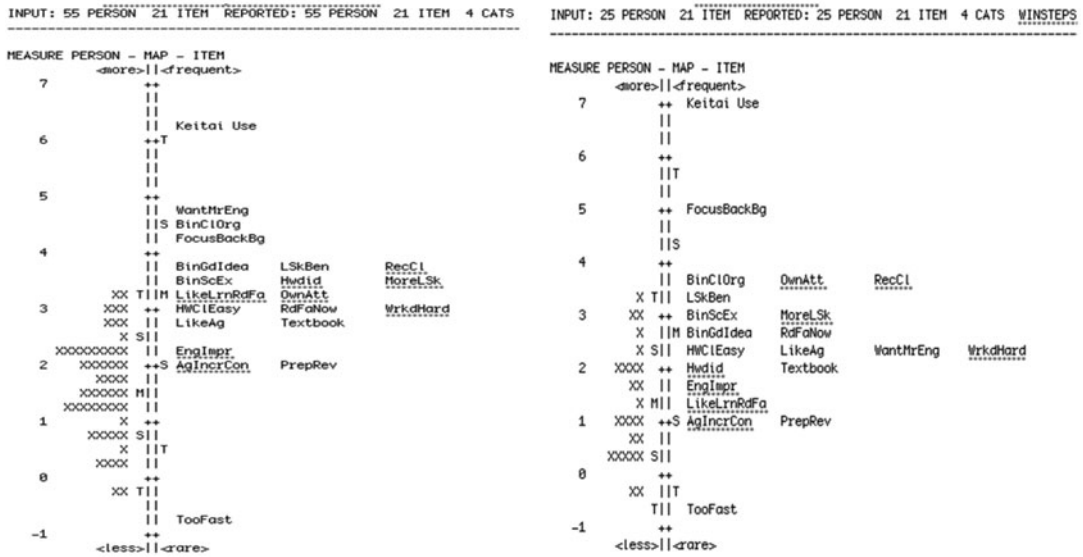 INPUT: 55 PERSON 21 ITEM REPORTED: 55 PERSON 21 ITEM 4 CATS
MEASURE PERSON - MAP - ITEM
<more>||<frequent>
7 ++
||
||
|| Keitai Use
6 ++T
||
||
||
5 ++
|| WantMrEng
||S BinClOrg
|| FocusBackBg
4 ++
|| BinGdIdea LSkBen RecCl
|| BinScEx Hwdid MoreLSk
XX T||M LikeLrnRdFa OwnAtt
3 XXX ++ HWClEasy RdFaNow WrkdHard
XXX || LikeAg Textbook
X S||
XXXXXXXXX || EngImpr
2 XXXXXX ++S AgIncrCon PrepRev
XXXX ||
XXXXXX M||
XXXXXXXX ||
1 X ++
XXXXX S||
X ||T
XXXX ||
0 ++
XX T||
||
|| TooFast
-1 ++
<less>||<rare>
INPUT: 25 PERSON 21 ITEM REPORTED: 25 PERSON 21 ITEM 4 CATS WINSTEPS
MEASURE PERSON - MAP - ITEM
<more>||<frequent>
7 ++ Keitai Use
||
||
6 ++
||T
||
5 ++ FocusBackBg
||
||S
4 ++
|| BinClOrg OwnAtt RecCl
X T|| LSkBen
3 XX ++ BinScEx MoreLSk
X ||M BinGdIdea RdFaNow
X S|| HWClEasy LikeAg WantMrEng WrkdHard
2 XXXX ++ Hwdid Textbook
XX || EngImpr
X M|| LikeLrnRdFa
1 XXXX ++S AgIncrCon PrepRev
XX ||
XXXXX S||
0 ++
XX ||T
T|| TooFast
-1 ++
<less>||<rare>